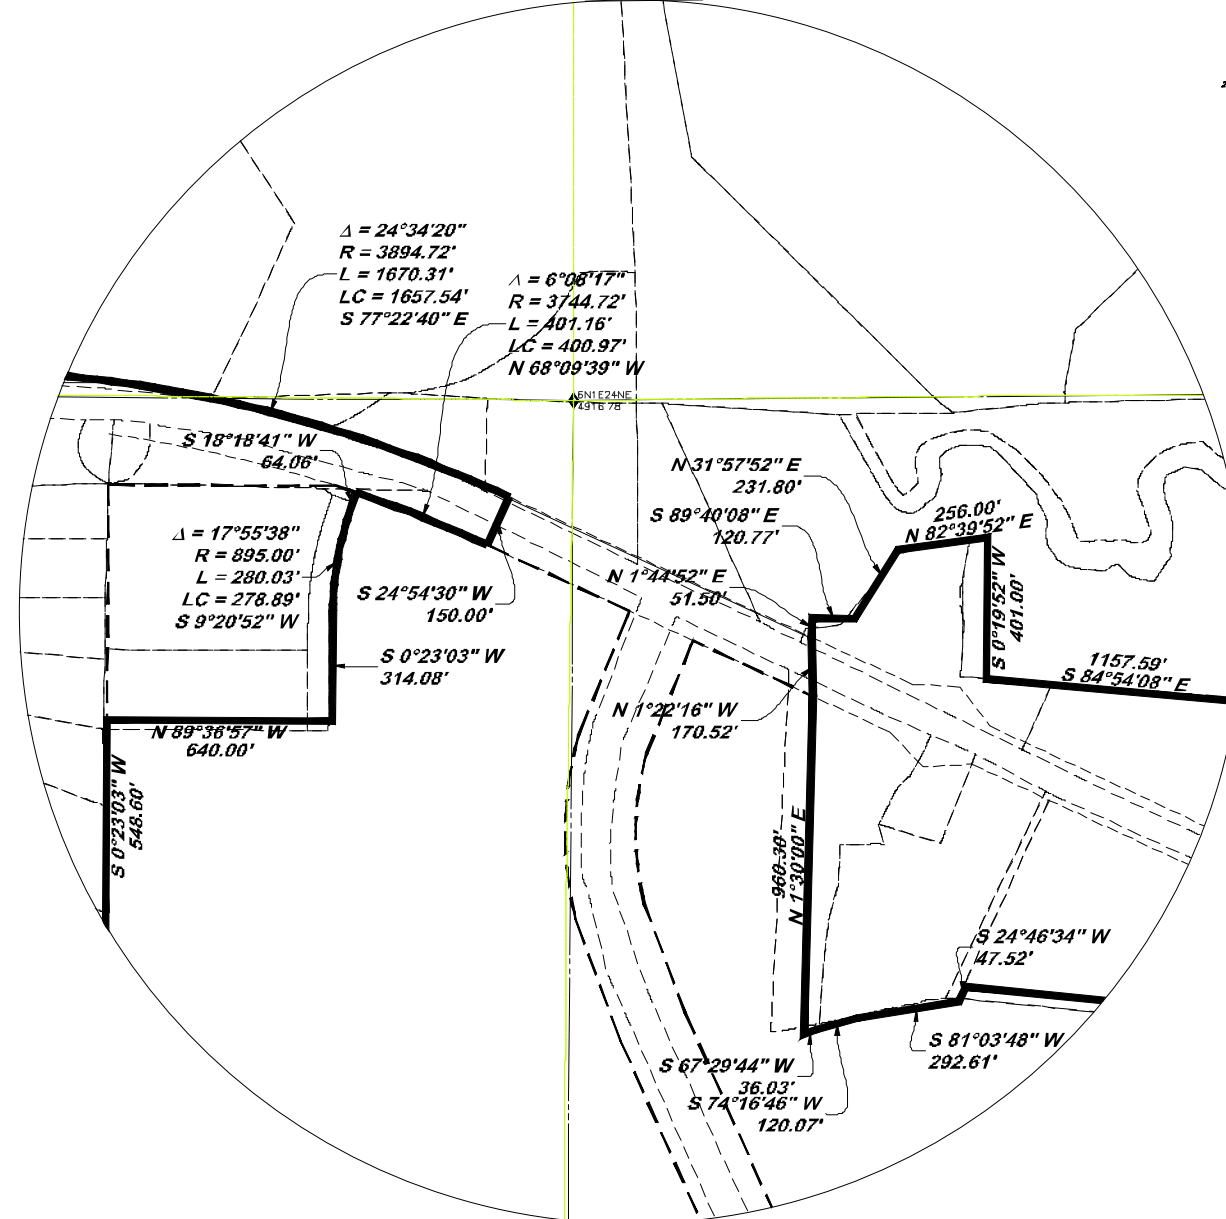 Δ = 24°34'20"
R = 3894.72'
L = 1670.31'
LC = 1657.54'
S 77°22'40" E
Δ = 6°08'17"
R = 3744.72'
L = 401.16'
LC = 400.97'
N 68°09'39" W
5N1E24NE
4916.78
S 18°18'41" W
64.06'
N 31°57'52" E
231.80'
S 89°40'08" E
120.77'
256.00'
N 82°39'52" E
Δ = 17°55'38"
R = 895.00'
L = 280.03'
LC = 278.89'
S 9°20'52" W
S 24°54'30" W
150.00'
N 1°44'52" E
51.50'
S 0°19'52" W
401.00'
S 0°23'03" W
314.08'
1157.59'
S 84°54'08" E
N 1°22'16" W
170.52'
N 89°36'57" W
640.00'
S 0°23'03" W
548.60'
960.30'
N 1°30'00" E
S 24°46'34" W
47.52'
S 81°03'48" W
292.61'
S 67°29'44" W
36.03'
S 74°16'46" W
120.07'